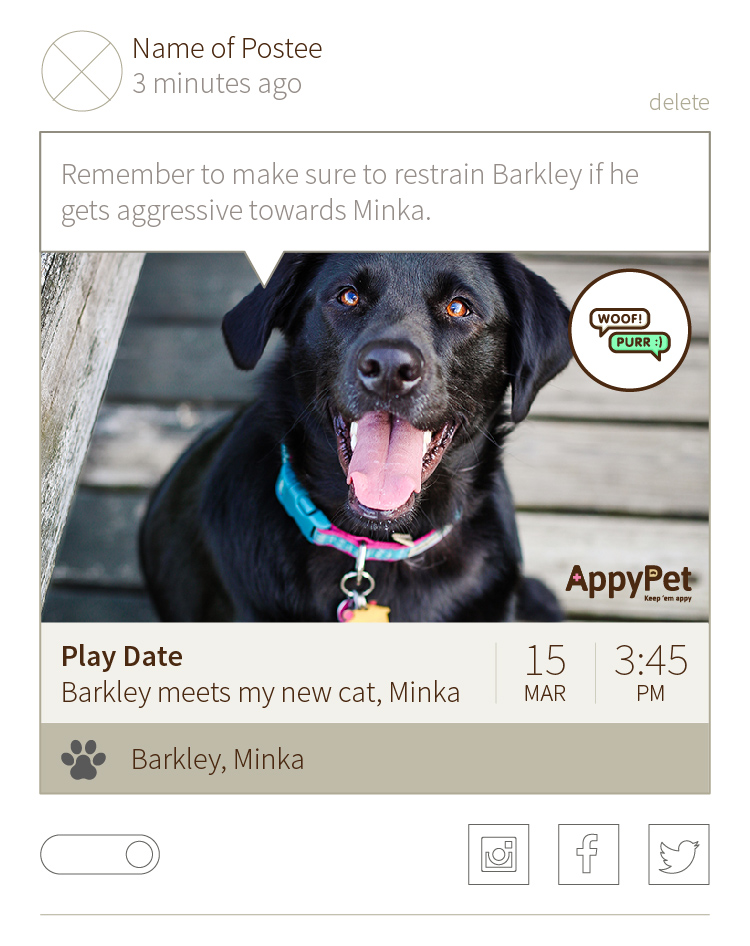 Name of Postee
3 minutes ago
delete
Remember to make sure to restrain Barkley if he
gets aggressive towards Minka.
WOOF!
PURR :)
AppyPet
Keep 'em appy
Play Date
Barkley meets my new cat, Minka
15
MAR
3:45
PM
Barkley, Minka